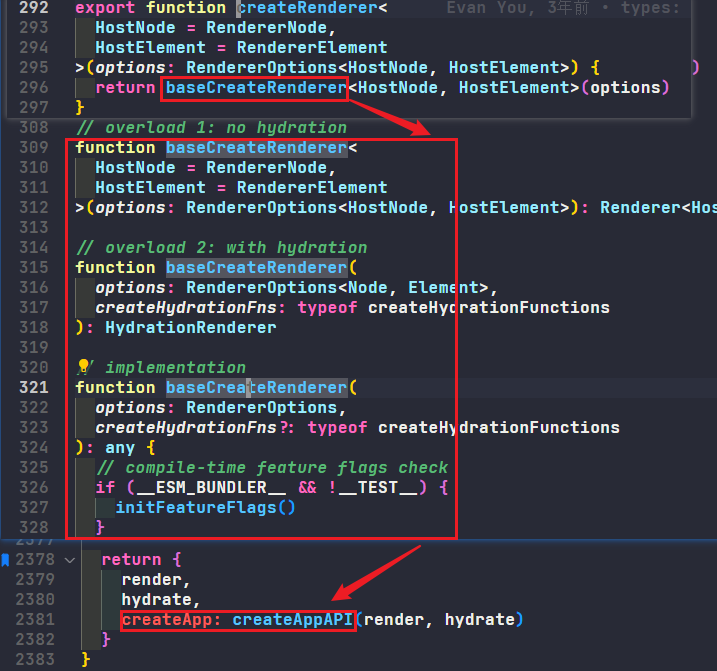 292 export function createRenderer< Evan You, 3年前 • types:
293 HostNode = RendererNode,
294 HostElement = RendererElement
295 >(options: RendererOptions<HostNode, HostElement>) { )
296 return baseCreateRenderer<HostNode, HostElement>(options)
297 }
308 // overload 1: no hydration
309 function baseCreateRenderer<
310 HostNode = RendererNode,
311 HostElement = RendererElement
312 >(options: RendererOptions<HostNode, HostElement>): Renderer<Hos
313
314 // overload 2: with hydration
315 function baseCreateRenderer(
316 options: RendererOptions<Node, Element>,
317 createHydrationFns: typeof createHydrationFunctions
318 ): HydrationRenderer
319
320 // implementation
321 function baseCreateRenderer(
322 options: RendererOptions,
323 createHydrationFns?: typeof createHydrationFunctions
324 ): any {
325 // compile-time feature flags check
326 if (__ESM_BUNDLER__ && !__TEST__) {
327 initFeatureFlags()
328 }
2377
2378 return {
2379 render,
2380 hydrate,
2381 createApp: createAppAPI(render, hydrate)
2382 }
2383 }